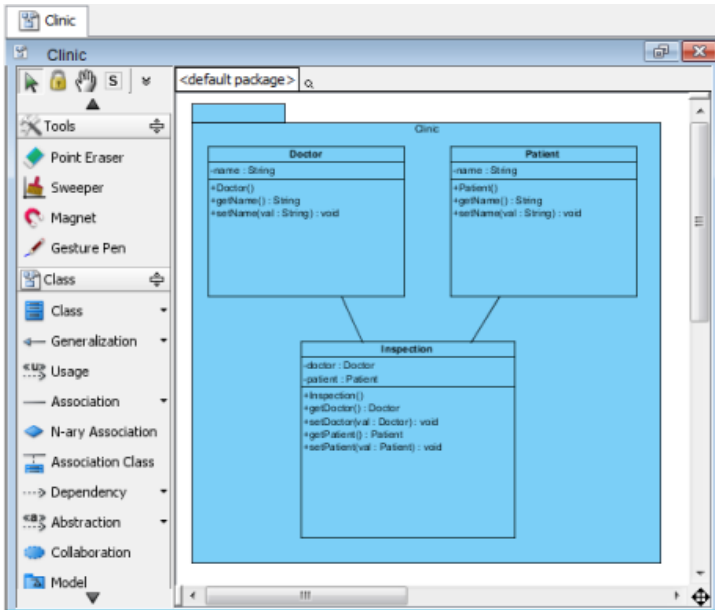 Clinic
Clinic
S
<default package>
Tools
Point Eraser
Sweeper
Magnet
Gesture Pen
Class
Class
Generalization
Usage
Association
N-ary Association
Association Class
Dependency
Abstraction
Collaboration
Model
Clinic
Doctor
-name : String
+Doctor()
+getName() : String
+setName(val : String) : void
Patient
-name : String
+Patient()
+getName() : String
+setName(val : String) : void
Inspection
-doctor : Doctor
-patient : Patient
+Inspection()
+getDoctor() : Doctor
+setDoctor(val : Doctor) : void
+getPatient() : Patient
+setPatient(val : Patient) : void